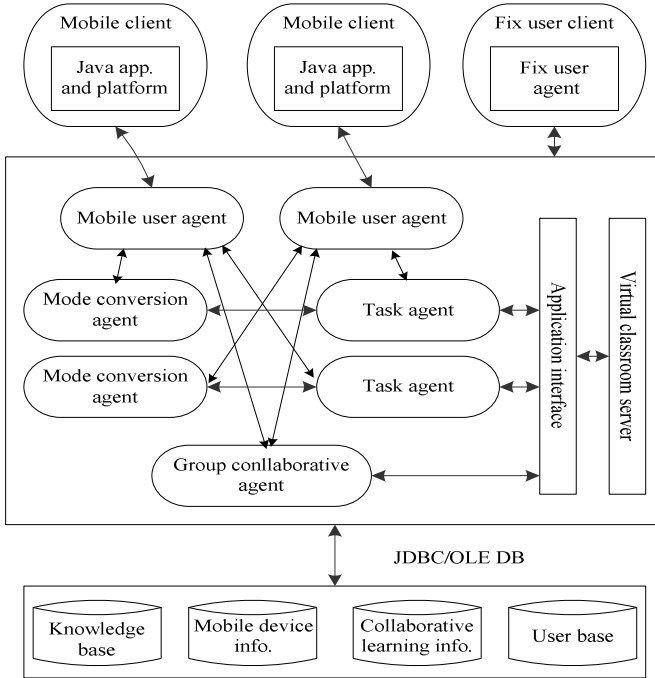 Mobile client
Java app.
and platform
Mobile client
Java app.
and platform
Fix user client
Fix user
agent
Mobile user agent
Mobile user agent
Mode conversion
agent
Task agent
Mode conversion
agent
Task agent
Group conllaborative
agent
Application interface
Virtual classroom server
JDBC/OLE DB
Knowledge
base
Mobile device
info.
Collaborative
learning info.
User base